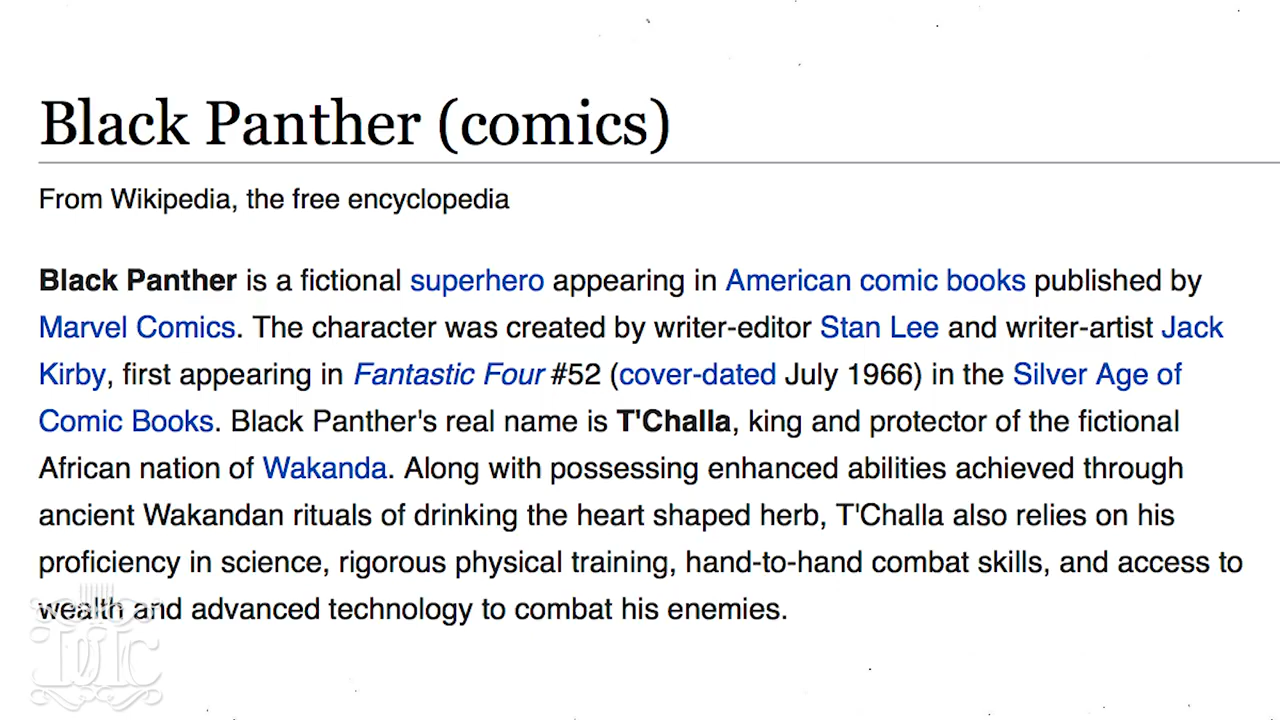 Black Panther (comics)
From Wikipedia, the free encyclopedia
Black Panther is a fictional superhero appearing in American comic books published by
Marvel Comics. The character was created by writer-editor Stan Lee and writer-artist Jack
Kirby, first appearing in Fantastic Four #52 (cover-dated July 1966) in the Silver Age of
Comic Books. Black Panther's real name is T'Challa, king and protector of the fictional
African nation of Wakanda. Along with possessing enhanced abilities achieved through
ancient Wakandan rituals of drinking the heart shaped herb, T'Challa also relies on his
proficiency in science, rigorous physical training, hand-to-hand combat skills, and access to
wealth and advanced technology to combat his enemies.